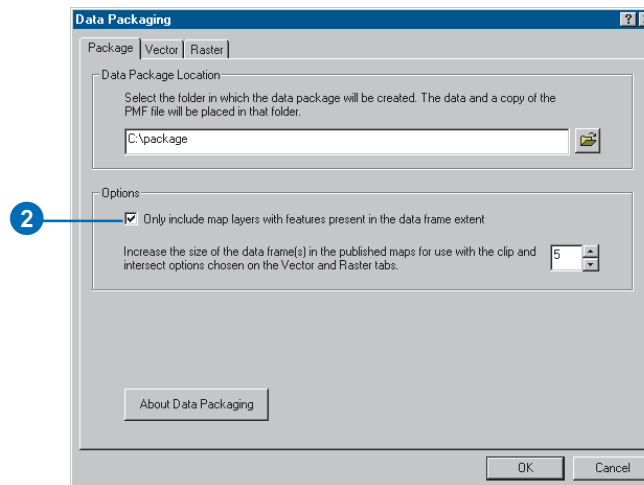 Data Packaging
Package Vector Raster
Data Package Location
Select the folder in which the data package will be created. The data and a copy of the
PMF file will be placed in that folder.
C:\package
Options
2
Only include map layers with features present in the data frame extent
Increase the size of the data frame(s) in the published maps for use with the clip and
intersect options chosen on the Vector and Raster tabs.
5
About Data Packaging
OK Cancel